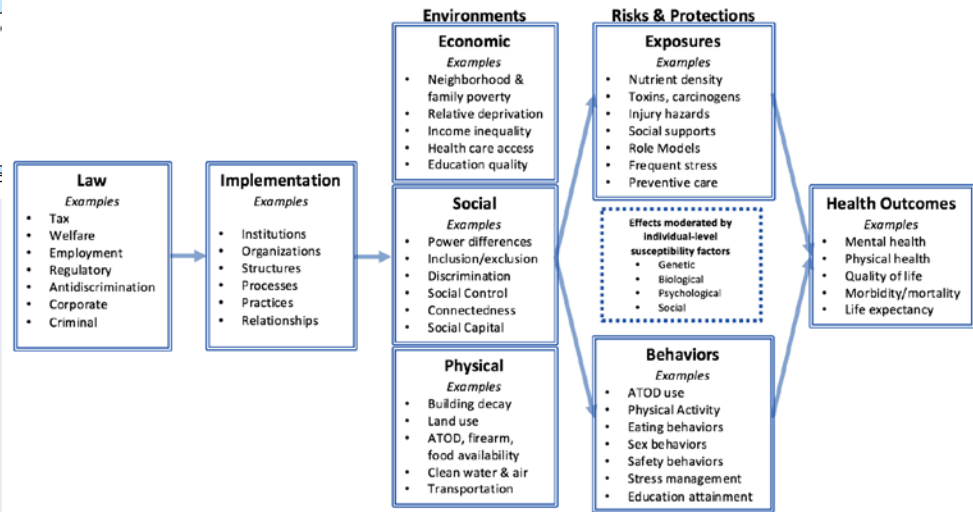 Law
Examples
• Tax
• Welfare
• Employment
• Regulatory
• Antidiscrimination
• Corporate
• Criminal
Implementation
Examples
• Institutions
• Organizations
• Structures
• Processes
• Practices
• Relationships
Environments
Economic
Examples
• Neighborhood &
family poverty
• Relative deprivation
• Income inequality
• Health care access
• Education quality
Social
Examples
• Power differences
• Inclusion/exclusion
• Discrimination
• Social Control
• Connectedness
• Social Capital
Physical
Examples
• Building decay
• Land use
• ATOD, firearm,
food availability
• Clean water & air
• Transportation
Risks & Protections
Exposures
Examples
• Nutrient density
• Toxins, carcinogens
• Injury hazards
• Social supports
• Role Models
• Frequent stress
• Preventive care
Effects moderated by
individual-level
susceptibility factors
• Genetic
• Biological
• Psychological
• Social
Behaviors
Examples
• ATOD use
• Physical Activity
• Eating behaviors
• Sex behaviors
• Safety behaviors
• Stress management
• Education attainment
Health Outcomes
Examples
• Mental health
• Physical health
• Quality of life
• Morbidity/mortality
• Life expectancy